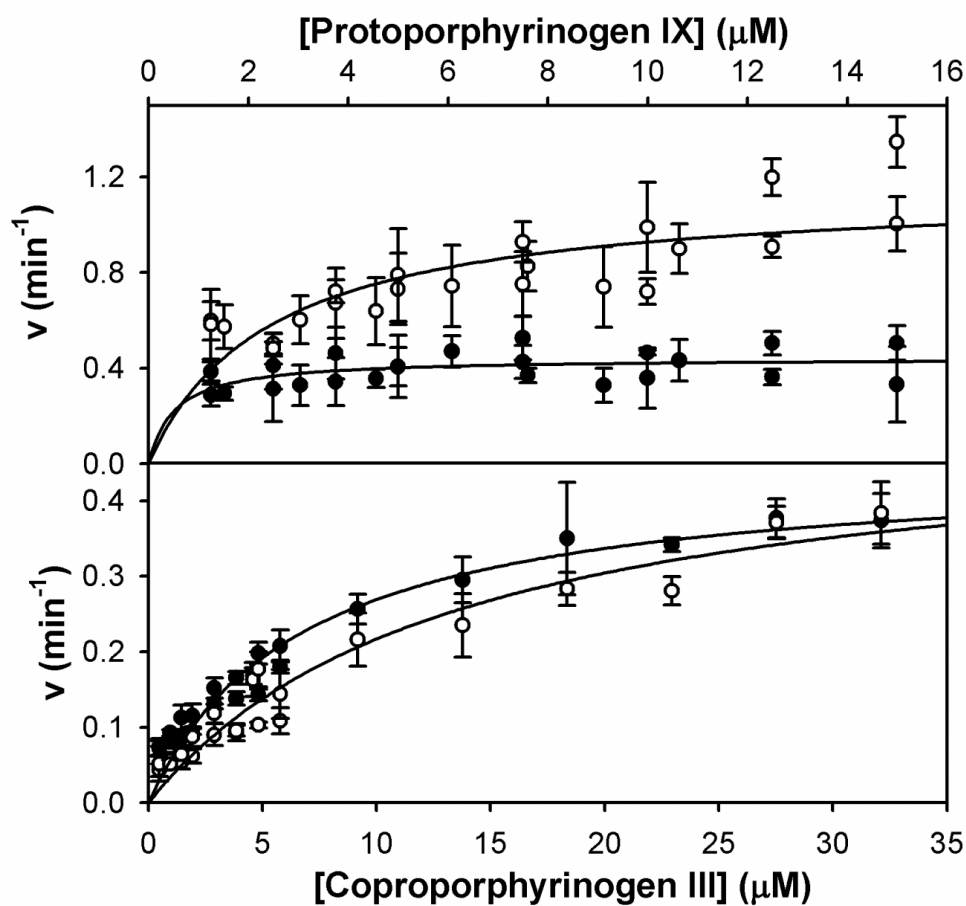 [Protoporphyrinogen IX] (μM)
0 2 4 6 8 10 12 14 16
1.2
0.8
0.4
0.0
v (min⁻¹)
0.4
0.3
0.2
0.1
0.0
v (min⁻¹)
0 5 10 15 20 25 30 35
[Coproporphyrinogen III] (μM)